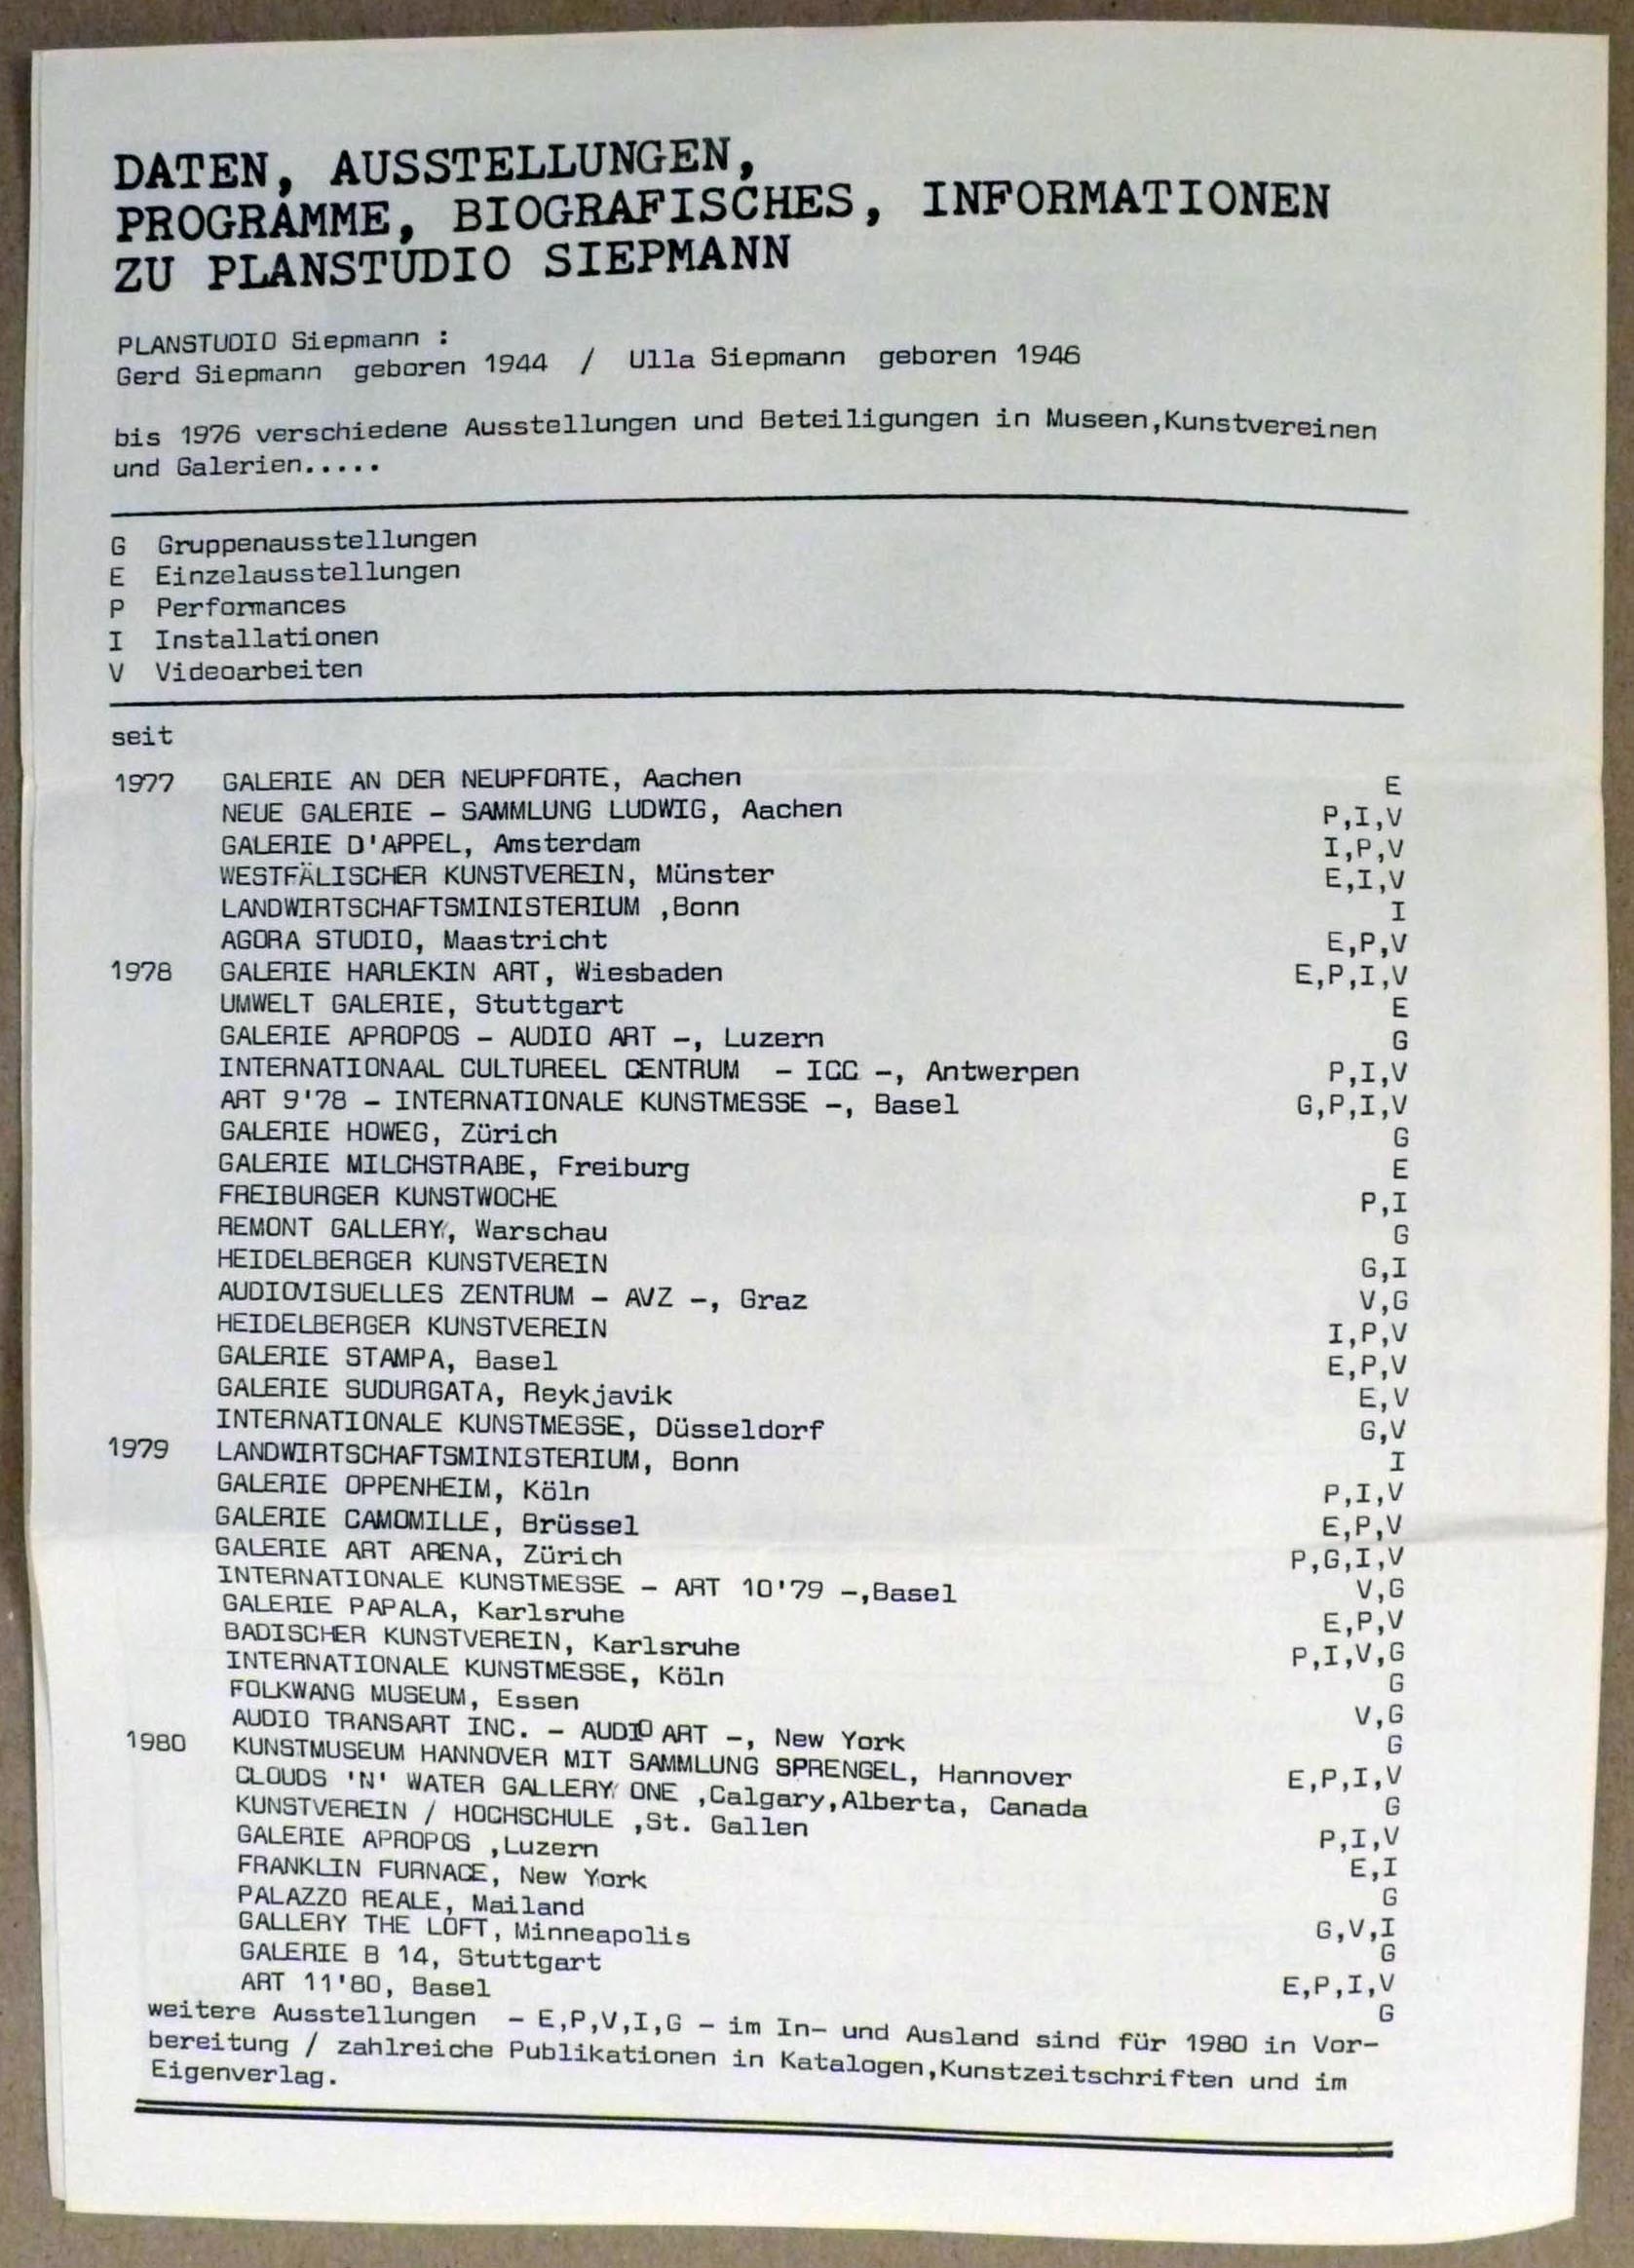 DATEN, AUSSTELLUNGEN,
PROGRAMME, BIOGRAFISCHES, INFORMATIONEN
ZU PLANSTUDIO SIEPMANN
PLANSTUDIO Siepmann :
Gerd Siepmann geboren 1944 / Ulla Siepmann geboren 1946
bis 1976 verschiedene Ausstellungen und Beteiligungen in Museen,Kunstvereinen
und Galerien.....
G Gruppenausstellungen
E Einzelausstellungen
P Performances
I Installationen
V Videoarbeiten
seit
1977 GALERIE AN DER NEUPFORTE, Aachen E
NEUE GALERIE - SAMMLUNG LUDWIG, Aachen P,I,V
GALERIE D'APPEL, Amsterdam I,P,V
WESTFÄLISCHER KUNSTVEREIN, Münster E,I,V
LANDWIRTSCHAFTSMINISTERIUM ,Bonn I
AGORA STUDIO, Maastricht E,P,V
1978 GALERIE HARLEKIN ART, Wiesbaden E,P,I,V
UMWELT GALERIE, Stuttgart E
GALERIE APROPOS - AUDIO ART -, Luzern G
INTERNATIONAAL CULTUREEL CENTRUM - ICC -, Antwerpen P,I,V
ART 9'78 - INTERNATIONALE KUNSTMESSE -, Basel G,P,I,V
GALERIE HOWEG, Zürich G
GALERIE MILCHSTRAßE, Freiburg E
FREIBURGER KUNSTWOCHE P,I
REMONT GALLERY, Warschau G
HEIDELBERGER KUNSTVEREIN G,I
AUDIOVISUELLES ZENTRUM - AVZ -, Graz V,G
HEIDELBERGER KUNSTVEREIN I,P,V
GALERIE STAMPA, Basel E,P,V
GALERIE SUDURGATA, Reykjavik E,V
INTERNATIONALE KUNSTMESSE, Düsseldorf G,V
1979 LANDWIRTSCHAFTSMINISTERIUM, Bonn I
GALERIE OPPENHEIM, Köln P,I,V
GALERIE CAMOMILLE, Brüssel E,P,V
GALERIE ART ARENA, Zürich P,G,I,V
INTERNATIONALE KUNSTMESSE - ART 10'79 -,Basel V,G
GALERIE PAPALA, Karlsruhe E,P,V
BADISCHER KUNSTVEREIN, Karlsruhe P,I,V,G
INTERNATIONALE KUNSTMESSE, Köln G
FOLKWANG MUSEUM, Essen V,G
AUDIO TRANSART INC. - AUDIO ART -, New York G
1980 KUNSTMUSEUM HANNOVER MIT SAMMLUNG SPRENGEL, Hannover E,P,I,V
CLOUDS 'N' WATER GALLERY ONE ,Calgary,Alberta, Canada G
KUNSTVEREIN / HOCHSCHULE ,St. Gallen P,I,V
GALERIE APROPOS ,Luzern E,I
FRANKLIN FURNACE, New York G
PALAZZO REALE, Mailand G,V,I
GALLERY THE LOFT, Minneapolis G
GALERIE B 14, Stuttgart E,P,I,V
ART 11'80, Basel G
weitere Ausstellungen - E,P,V,I,G - im In- und Ausland sind für 1980 in Vor-
bereitung / zahlreiche Publikationen in Katalogen,Kunstzeitschriften und im
Eigenverlag.